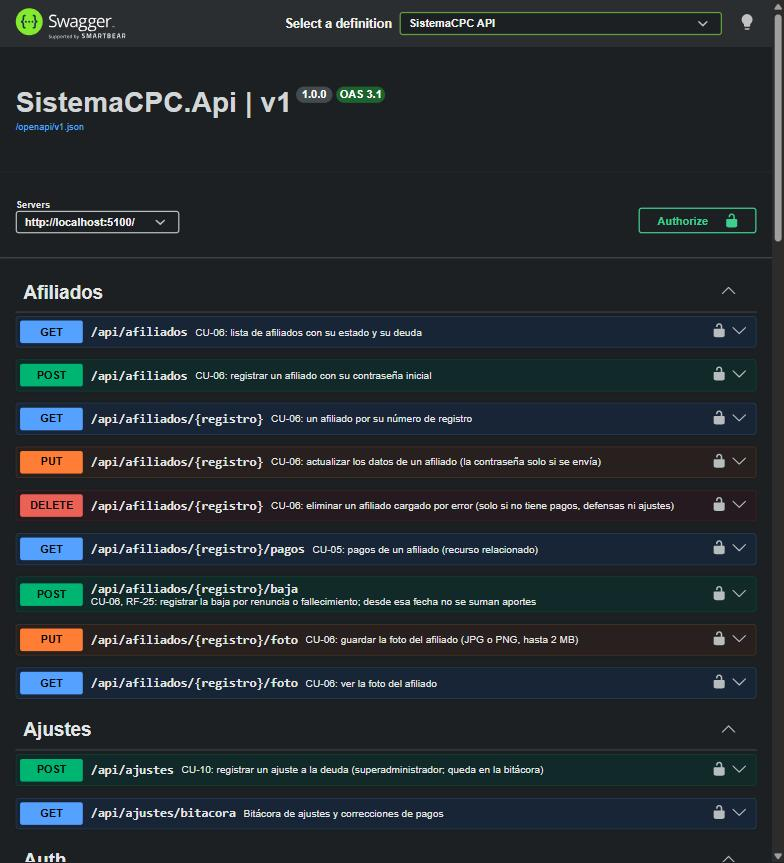 Swagger
Supported by SMARTBEAR
Select a definition
SistemaCPC API
SistemaCPC.Api | v1 1.0.0 OAS 3.1
/openapi/v1.json
Servers
http://localhost:5100/
Authorize
Afiliados
GET /api/afiliados CU-06: lista de afiliados con su estado y su deuda
POST /api/afiliados CU-06: registrar un afiliado con su contraseña inicial
GET /api/afiliados/{registro} CU-06: un afiliado por su número de registro
PUT /api/afiliados/{registro} CU-06: actualizar los datos de un afiliado (la contraseña solo si se envía)
DELETE /api/afiliados/{registro} CU-06: eliminar un afiliado cargado por error (solo si no tiene pagos, defensas ni ajustes)
GET /api/afiliados/{registro}/pagos CU-05: pagos de un afiliado (recurso relacionado)
POST /api/afiliados/{registro}/baja
CU-06, RF-25: registrar la baja por renuncia o fallecimiento; desde esa fecha no se suman aportes
PUT /api/afiliados/{registro}/foto CU-06: guardar la foto del afiliado (JPG o PNG, hasta 2 MB)
GET /api/afiliados/{registro}/foto CU-06: ver la foto del afiliado
Ajustes
POST /api/ajustes CU-10: registrar un ajuste a la deuda (superadministrador; queda en la bitácora)
GET /api/ajustes/bitacora Bitácora de ajustes y correcciones de pagos
Auth